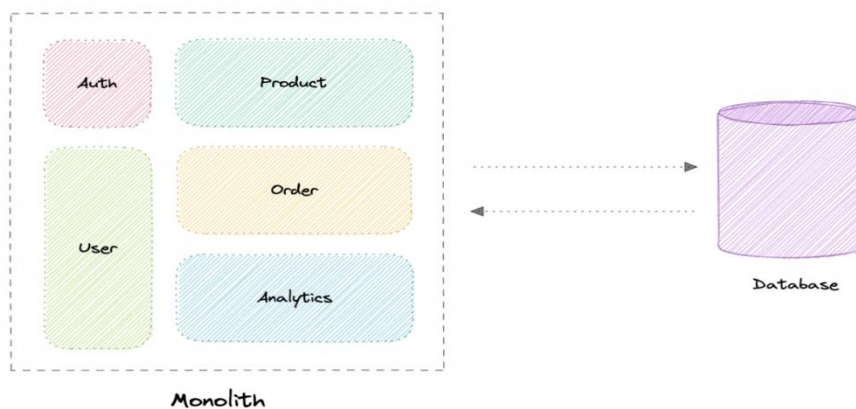 Auth
Product
Order
User
Analytics
Database
Monolith